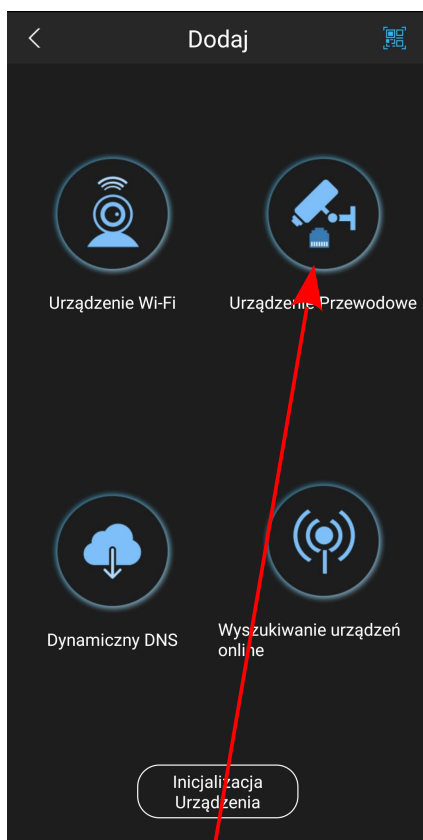 Dodaj
Urządzenie Wi-Fi
Urządzenie Przewodowe
Dynamiczny DNS
Wyszukiwanie urządzeń
online
Inicjalizacja
Urządzenia